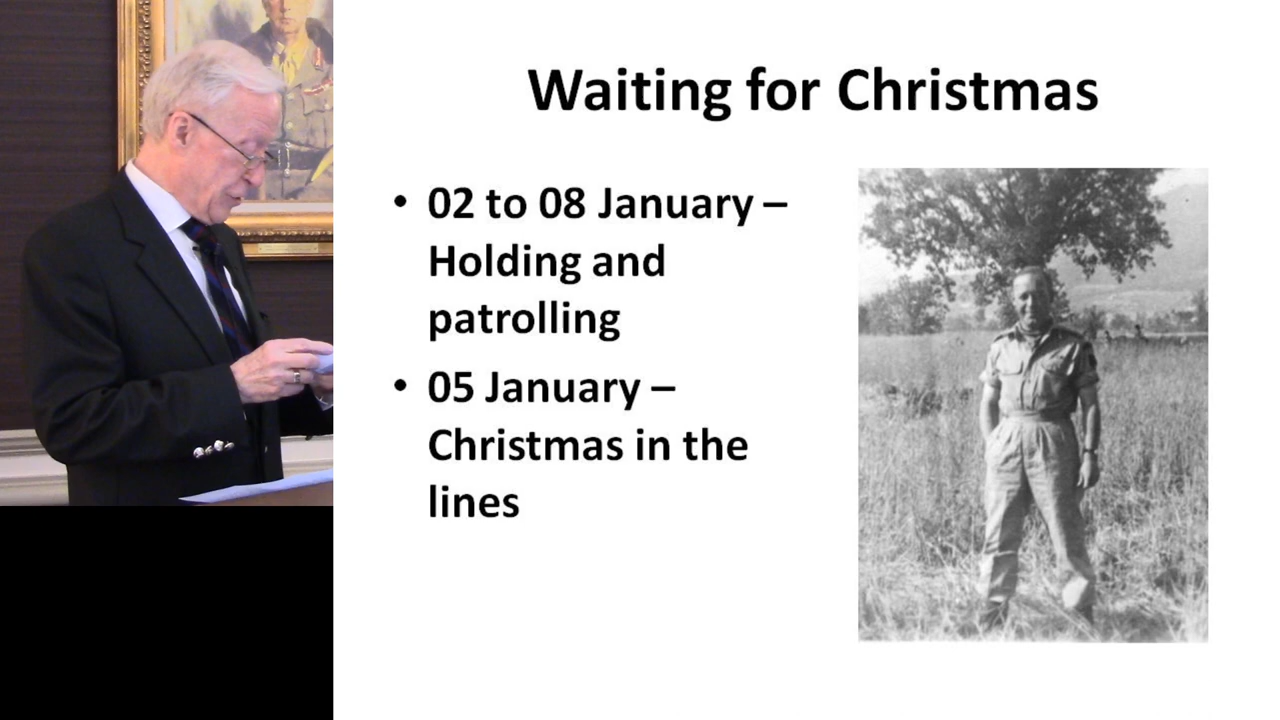 Waiting for Christmas
• 02 to 08 January –
Holding and
patrolling
• 05 January –
Christmas in the
lines